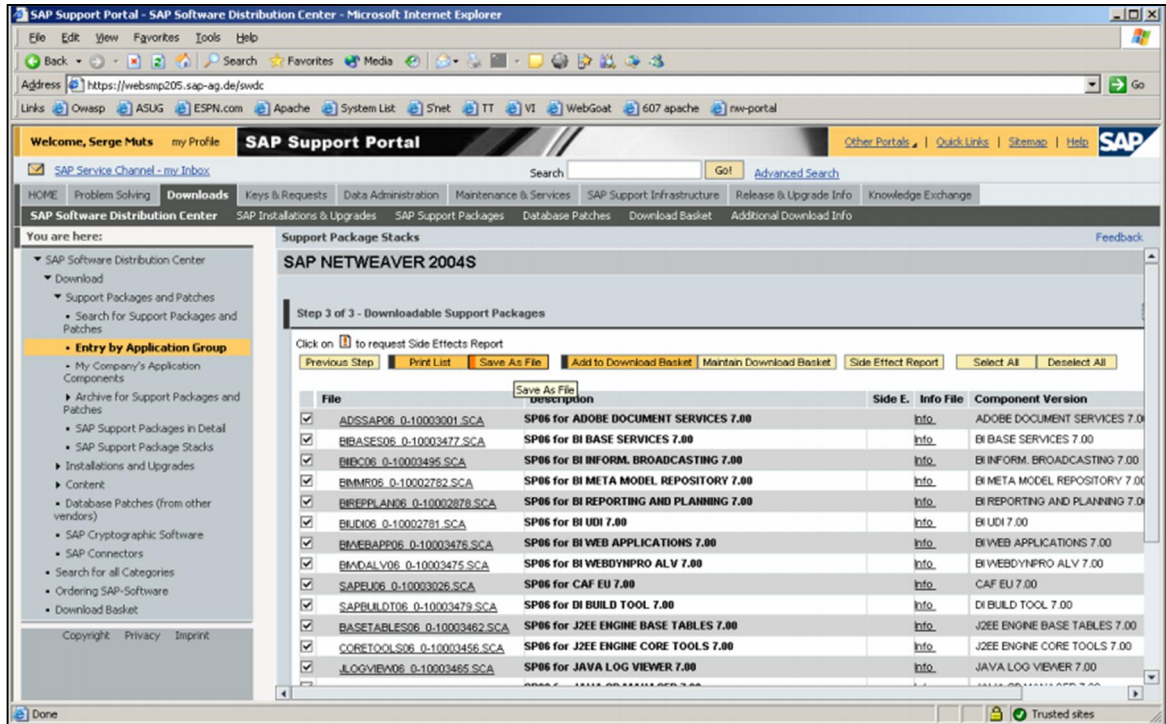 SAP Support Portal - SAP Software Distribution Center - Microsoft Internet Explorer
File Edit View Favorites Tools Help
Back Search Favorites Media
Address https://websmp205.sap-ag.de/swdc Go
Links Owasp ASUG ESPN.com Apache System List S'net TT VI WebGoat 607 apache nw-portal
Welcome, Serge Muts my Profile SAP Support Portal Other Portals | Quick Links | Sitemap | Help SAP
SAP Service Channel - my Inbox Search Go! Advanced Search
HOME Problem Solving Downloads Keys & Requests Data Administration Maintenance & Services SAP Support Infrastructure Release & Upgrade Info Knowledge Exchange
SAP Software Distribution Center SAP Installations & Upgrades SAP Support Packages Database Patches Download Basket Additional Download Info
You are here:
SAP Software Distribution Center
Download
Support Packages and Patches
Search for Support Packages and
Patches
Entry by Application Group
My Company's Application
Components
Archive for Support Packages and
Patches
SAP Support Packages in Detail
SAP Support Package Stacks
Installations and Upgrades
Content
Database Patches (from other
vendors)
SAP Cryptographic Software
SAP Connectors
Search for all Categories
Ordering SAP-Software
Download Basket
Copyright Privacy Imprint
Support Package Stacks Feedback
SAP NETWEAVER 2004S
Step 3 of 3 - Downloadable Support Packages
Click on to request Side Effects Report
Previous Step Print List Save As File Add to Download Basket Maintain Download Basket Side Effect Report Select All Deselect All
Save As File
File Description Side E. Info File Component Version
ADSSAP06_0-10003001.SCA SP06 for ADOBE DOCUMENT SERVICES 7.00 Info ADOBE DOCUMENT SERVICES 7.0
BIBASES06_0-10003477.SCA SP06 for BI BASE SERVICES 7.00 Info BI BASE SERVICES 7.00
BIIBC06_0-10003495.SCA SP06 for BI INFORM. BROADCASTING 7.00 Info BI INFORM. BROADCASTING 7.00
BIMMR06_0-10002782.SCA SP06 for BI META MODEL REPOSITORY 7.00 Info BI META MODEL REPOSITORY 7.00
BIREPPLAN06_0-10002878.SCA SP06 for BI REPORTING AND PLANNING 7.00 Info BI REPORTING AND PLANNING 7.0
BIUDI06_0-10002781.SCA SP06 for BI UDI 7.00 Info BI UDI 7.00
BIWEBAPP06_0-10003476.SCA SP06 for BI WEB APPLICATIONS 7.00 Info BI WEB APPLICATIONS 7.00
BIWDALV06_0-10003475.SCA SP06 for BI WEBDYNPRO ALV 7.00 Info BI WEBDYNPRO ALV 7.00
SAPEU06_0-10003026.SCA SP06 for CAF EU 7.00 Info CAF EU 7.00
SAPBUILDT06_0-10003479.SCA SP06 for DI BUILD TOOL 7.00 Info DI BUILD TOOL 7.00
BASETABLES06_0-10003462.SCA SP06 for J2EE ENGINE BASE TABLES 7.00 Info J2EE ENGINE BASE TABLES 7.00
CORETOOLS06_0-10003456.SCA SP06 for J2EE ENGINE CORE TOOLS 7.00 Info J2EE ENGINE CORE TOOLS 7.00
JLOGVIEW06_0-10003465.SCA SP06 for JAVA LOG VIEWER 7.00 Info JAVA LOG VIEWER 7.00
Done Trusted sites